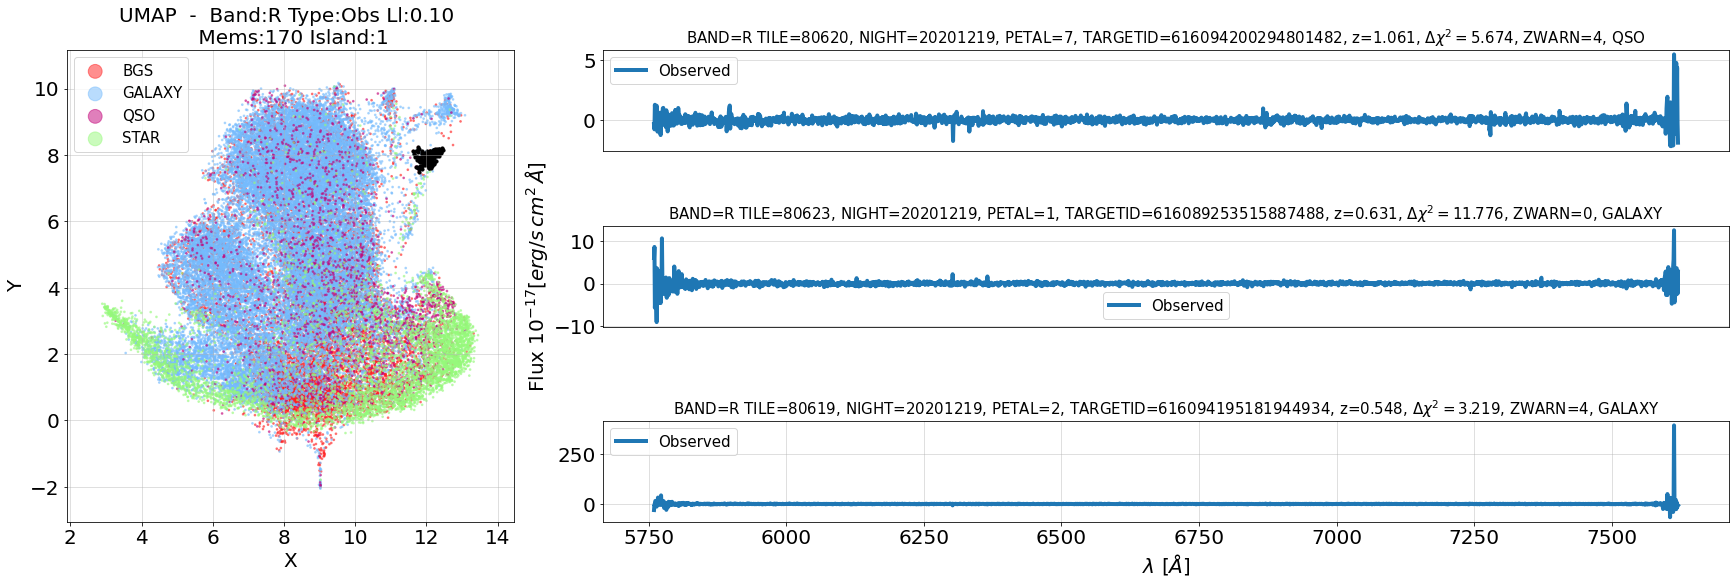 UMAP - Band:R Type:Obs Ll:0.10
Mems:170 Island:1
BGS
GALAXY
QSO
STAR
10
8
6
4
2
0
−2
Y
2 4 6 8 10 12 14
X
Flux 10⁻¹⁷[erg/s cm² Å]
BAND=R TILE=80620, NIGHT=20201219, PETAL=7, TARGETID=616094200294801482, z=1.061, Δχ² = 5.674, ZWARN=4, QSO
Observed
5
0
BAND=R TILE=80623, NIGHT=20201219, PETAL=1, TARGETID=616089253515887488, z=0.631, Δχ² = 11.776, ZWARN=0, GALAXY
10
0
−10
Observed
BAND=R TILE=80619, NIGHT=20201219, PETAL=2, TARGETID=616094195181944934, z=0.548, Δχ² = 3.219, ZWARN=4, GALAXY
Observed
250
0
5750 6000 6250 6500 6750 7000 7250 7500
λ [Å]